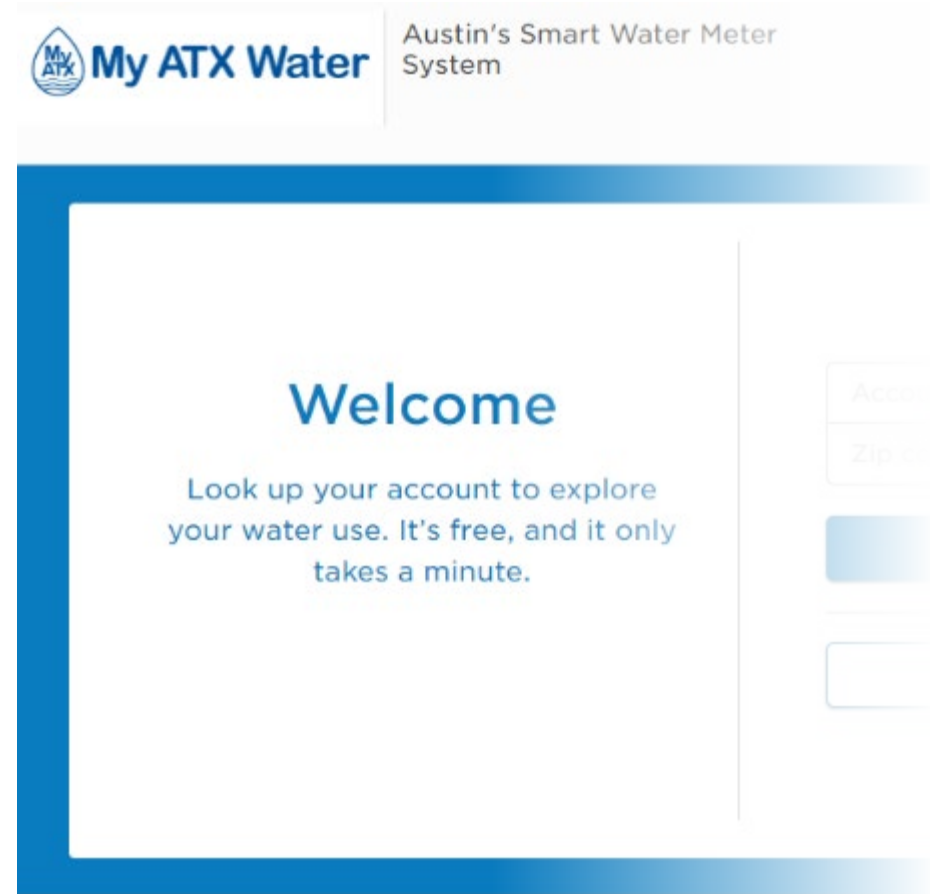 My ATX
My ATX Water
Austin's Smart Water Meter
System
Welcome
Look up your account to explore
your water use. It's free, and it only
takes a minute.
Zip